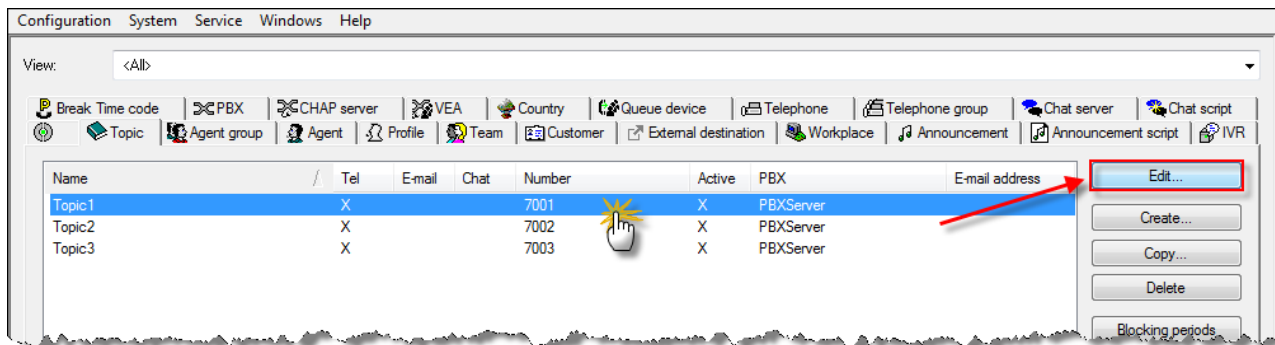 Configuration System Service Windows Help
View: <All>
Break Time code PBX CHAP server VEA Country Queue device Telephone Telephone group Chat server Chat script
Topic Agent group Agent Profile Team Customer External destination Workplace Announcement Announcement script IVR
Name / Tel E-mail Chat Number Active PBX E-mail address Edit...
Topic1 X 7001 X PBXServer
Topic2 X 7002 X PBXServer Create...
Topic3 X 7003 X PBXServer
Copy...
Delete
Blocking periods